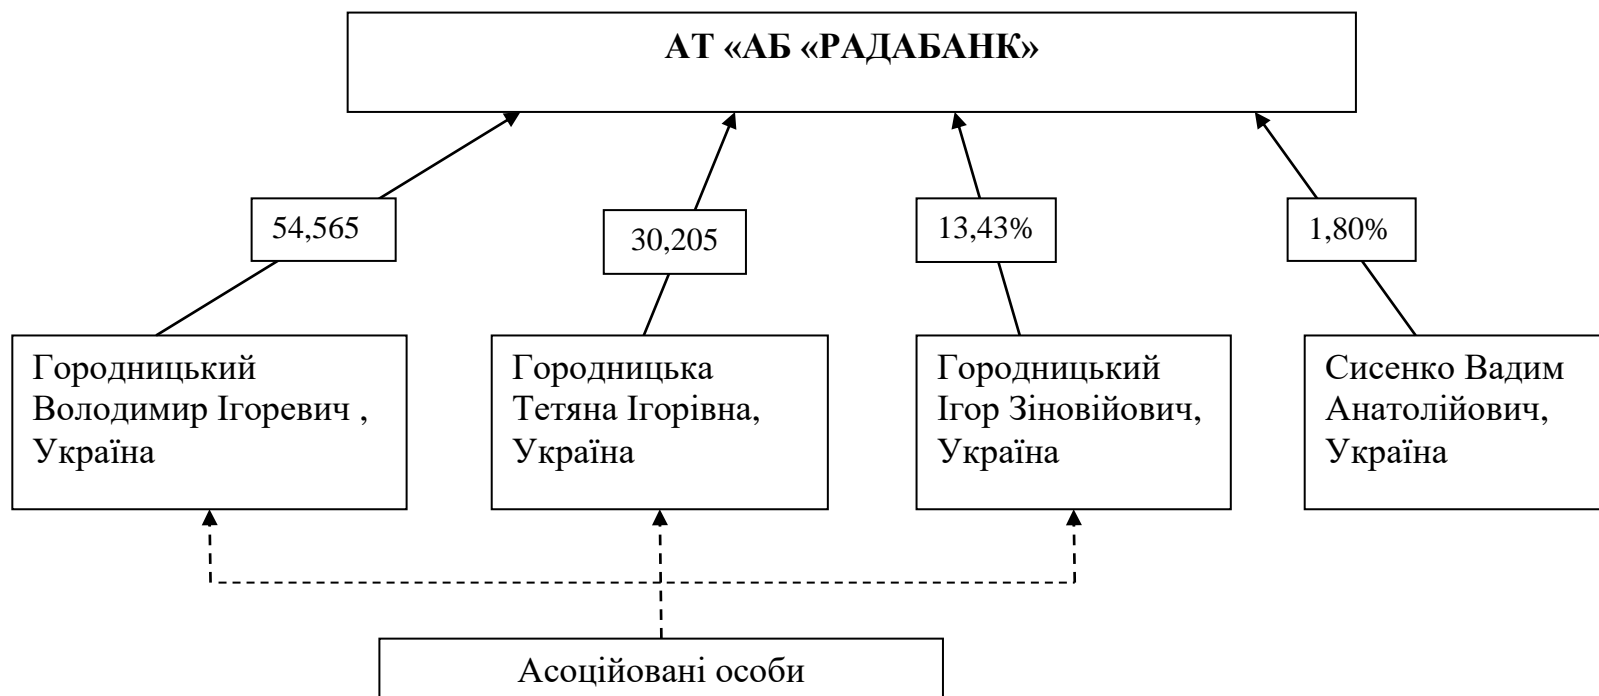 АТ «АБ «РАДАБАНК»
54,565
30,205
13,43%
1,80%
Городницький
Володимир Ігоревич ,
Україна
Городницька
Тетяна Ігорівна,
Україна
Городницький
Ігор Зіновійович,
Україна
Сисенко Вадим
Анатолійович,
Україна
Асоційовані особи